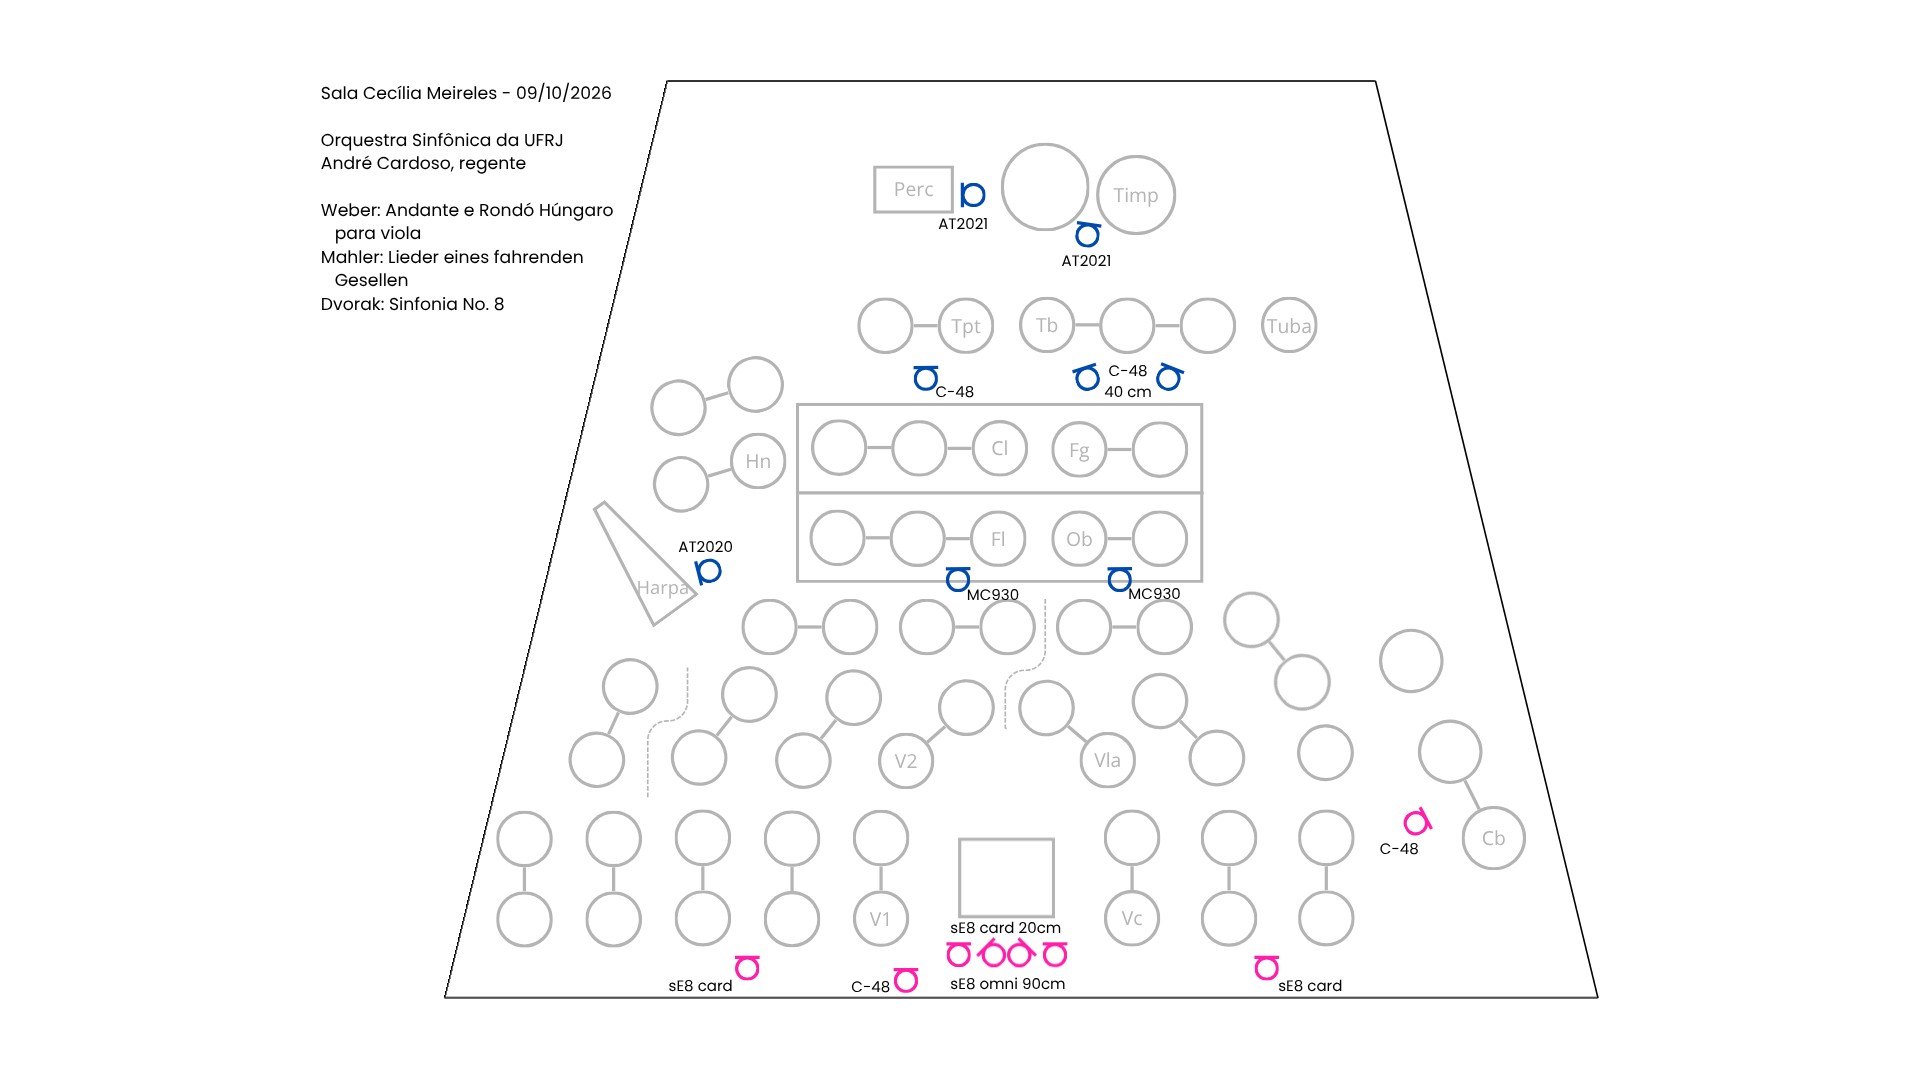 Sala Cecília Meireles - 09/10/2026
Orquestra Sinfônica da UFRJ
André Cardoso, regente
Weber: Andante e Rondó Húngaro
para viola
Mahler: Lieder eines fahrenden
Gesellen
Dvorak: Sinfonia No. 8
Perc
Timp
AT2021
AT2021
Tpt
Tb
Tuba
C-48
C-48
40 cm
Hn
Cl
Fg
Fl
Ob
AT2020
Harpa
MC930
MC930
V2
Vla
C-48
Cb
V1
Vc
sE8 card 20cm
sE8 card
C-48
sE8 omni 90cm
sE8 card